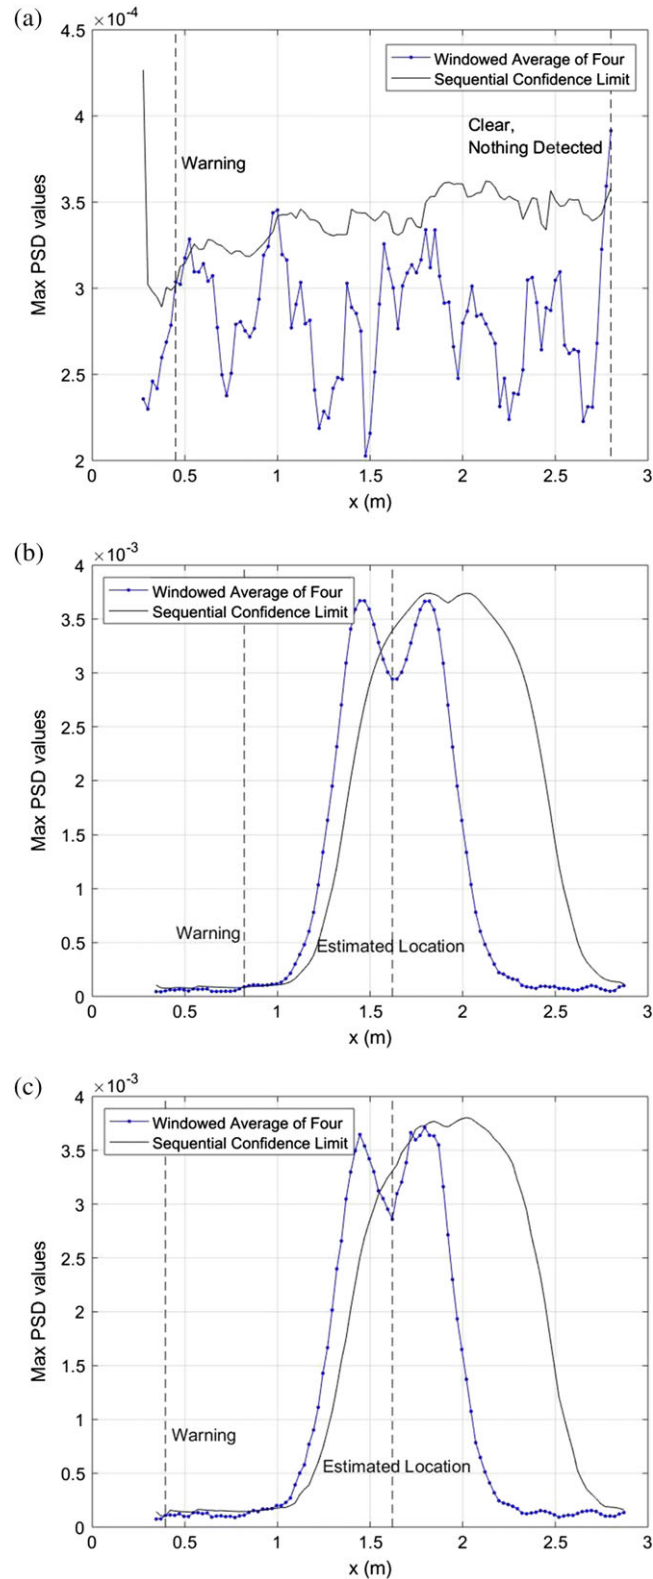 (a)
×10⁻⁴
4.5
4
3.5
3
2.5
2
Max PSD values
Windowed Average of Four
Sequential Confidence Limit
Warning
Clear,
Nothing Detected
0 0.5 1 1.5 2 2.5 3
x (m)
(b)
×10⁻³
4
3.5
3
2.5
2
1.5
1
0.5
0
Max PSD values
Windowed Average of Four
Sequential Confidence Limit
Warning
Estimated Location
0 0.5 1 1.5 2 2.5 3
x (m)
(c)
×10⁻³
4
3.5
3
2.5
2
1.5
1
0.5
0
Max PSD values
Windowed Average of Four
Sequential Confidence Limit
Warning
Estimated Location
0 0.5 1 1.5 2 2.5 3
x (m)